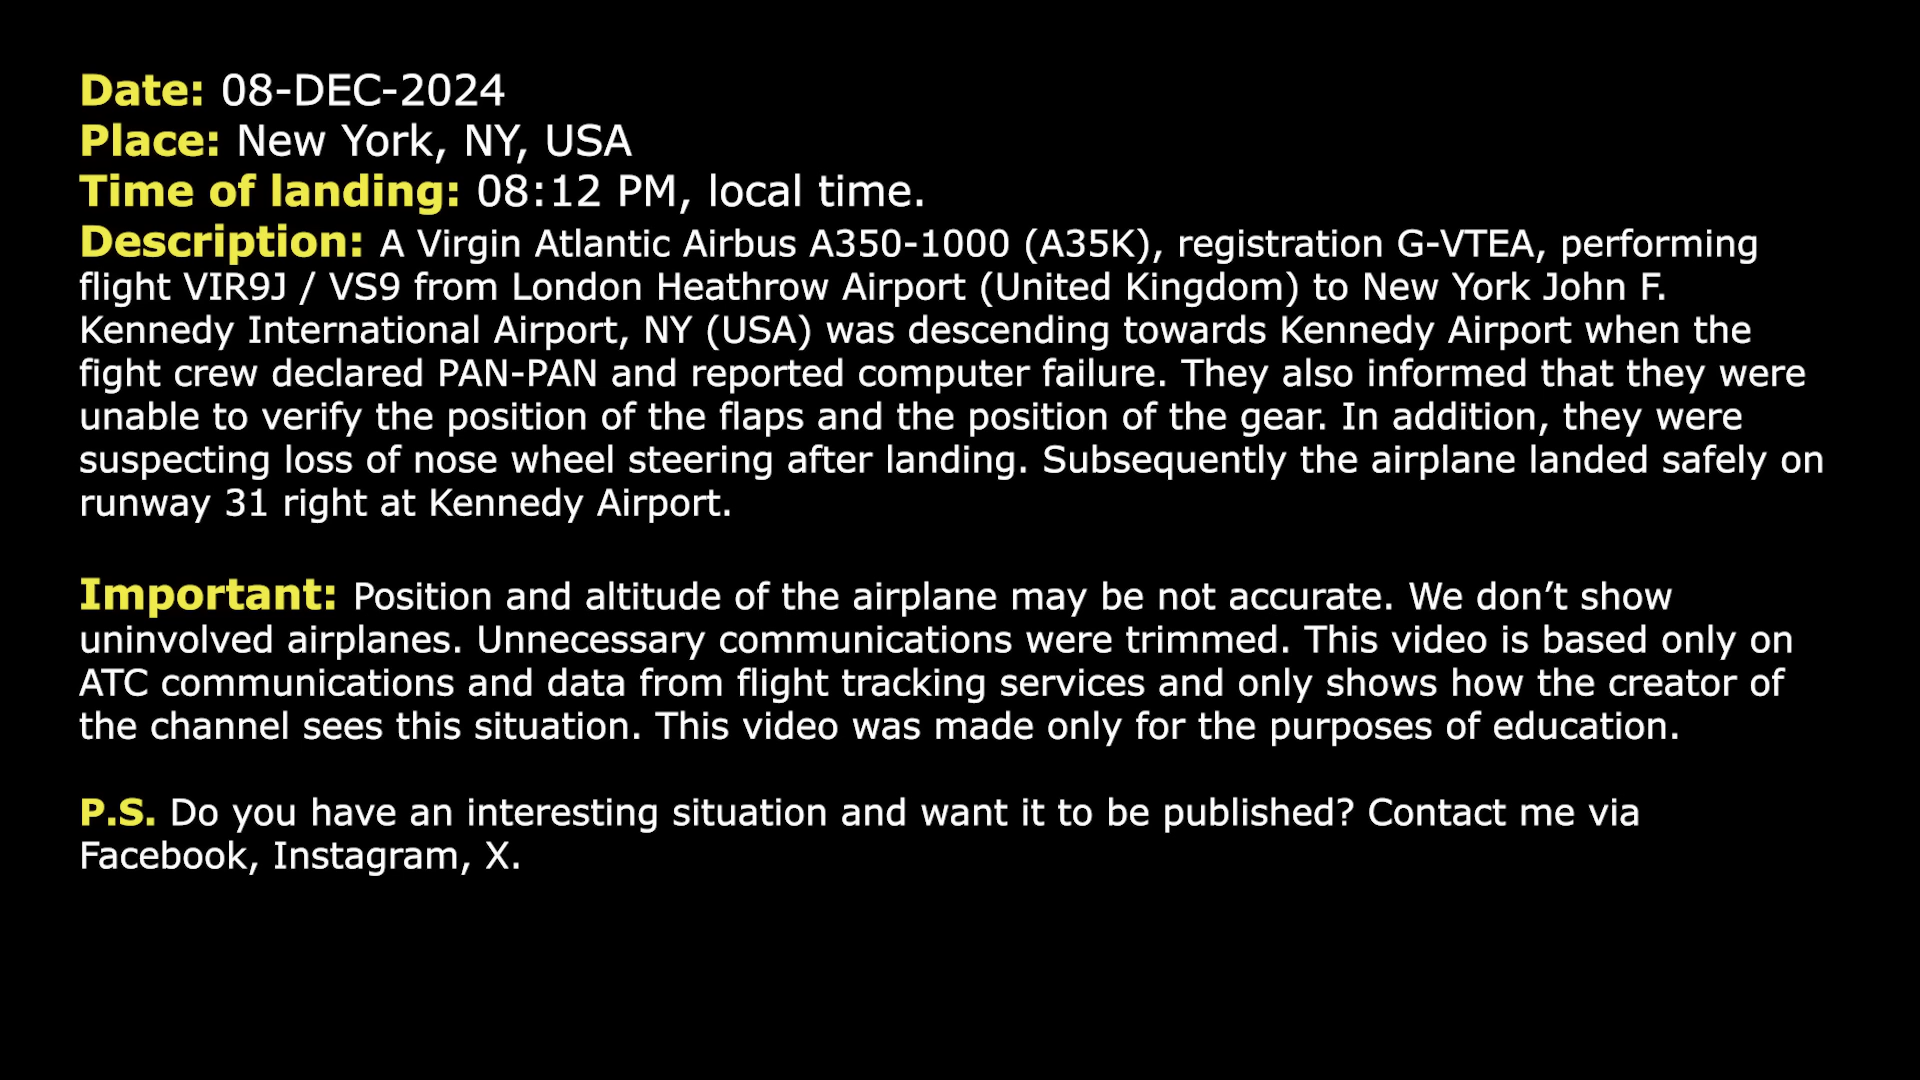 Date: 08-DEC-2024
Place: New York, NY, USA
Time of landing: 08:12 PM, local time.
Description: A Virgin Atlantic Airbus A350-1000 (A35K), registration G-VTEA, performing
flight VIR9J / VS9 from London Heathrow Airport (United Kingdom) to New York John F.
Kennedy International Airport, NY (USA) was descending towards Kennedy Airport when the
fight crew declared PAN-PAN and reported computer failure. They also informed that they were
unable to verify the position of the flaps and the position of the gear. In addition, they were
suspecting loss of nose wheel steering after landing. Subsequently the airplane landed safely on
runway 31 right at Kennedy Airport.
Important: Position and altitude of the airplane may be not accurate. We don’t show
uninvolved airplanes. Unnecessary communications were trimmed. This video is based only on
ATC communications and data from flight tracking services and only shows how the creator of
the channel sees this situation. This video was made only for the purposes of education.
P.S. Do you have an interesting situation and want it to be published? Contact me via
Facebook, Instagram, X.